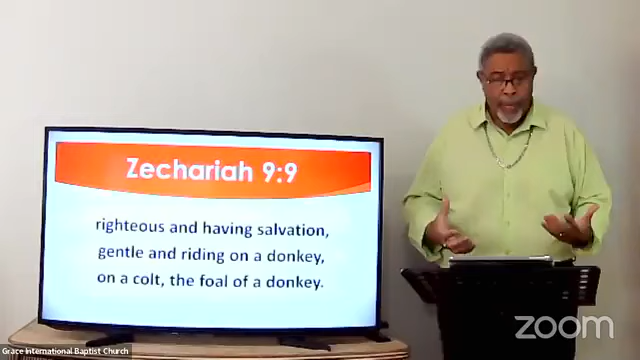 Zechariah 9:9
righteous and having salvation,
gentle and riding on a donkey,
on a colt, the foal of a donkey.
zoom
Grace International Baptist Church